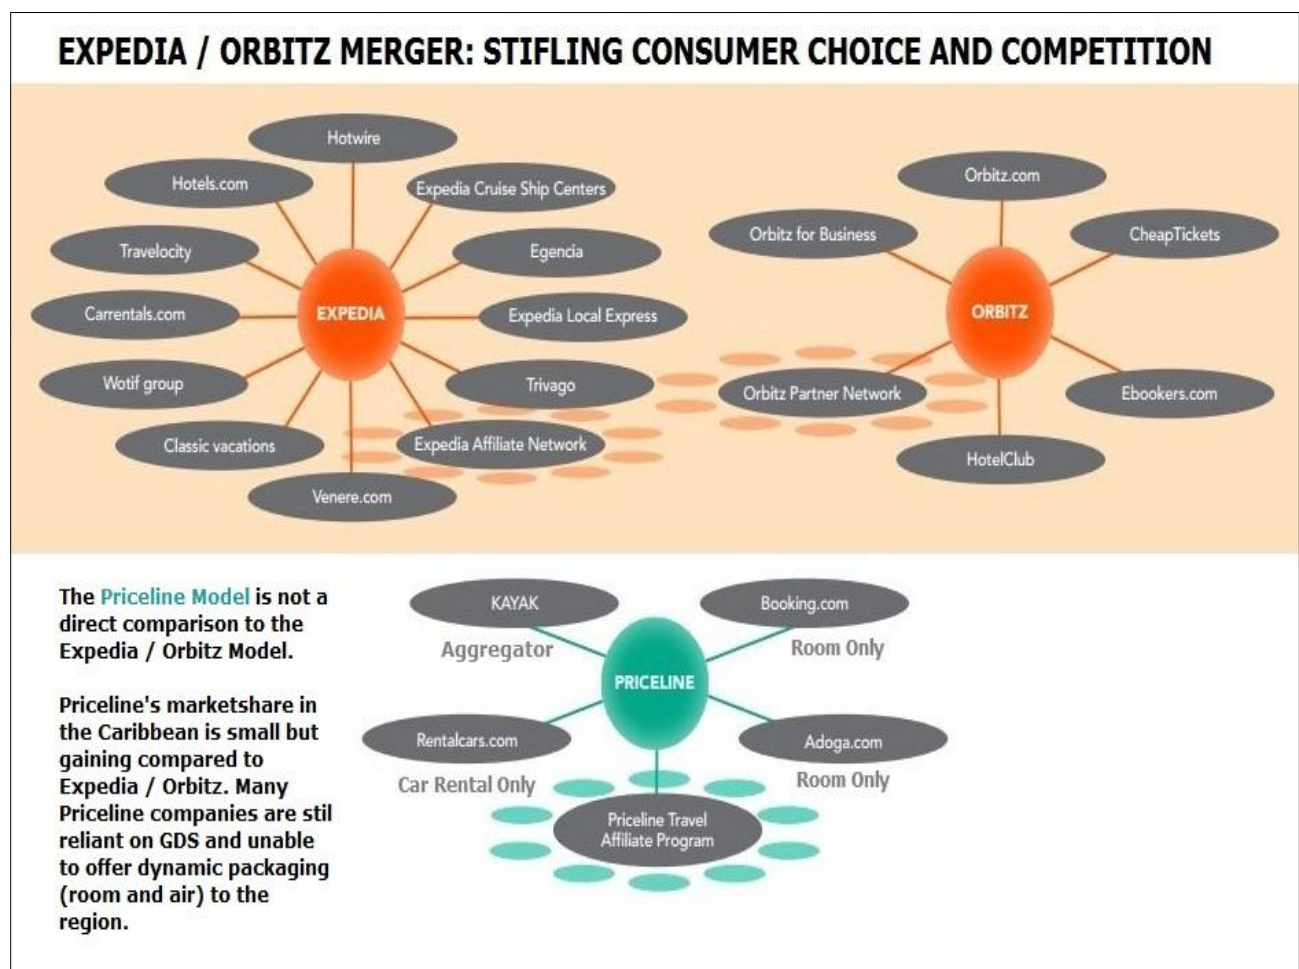 EXPEDIA / ORBITZ MERGER: STIFLING CONSUMER CHOICE AND COMPETITION
Hotwire
Hotels.com
Expedia Cruise Ship Centers
Travelocity
Egencia
Carrentals.com
EXPEDIA
Expedia Local Express
Wotif group
Trivago
Classic vacations
Expedia Affiliate Network
Venere.com
Orbitz.com
Orbitz for Business
CheapTickets
ORBITZ
Orbitz Partner Network
Ebookers.com
HotelClub
The Priceline Model is not a
direct comparison to the
Expedia / Orbitz Model.
Priceline's marketshare in
the Caribbean is small but
gaining compared to
Expedia / Orbitz. Many
Priceline companies are stil
reliant on GDS and unable
to offer dynamic packaging
(room and air) to the
region.
KAYAK
Aggregator
Booking.com
Room Only
PRICELINE
Rentalcars.com
Car Rental Only
Adoga.com
Room Only
Priceline Travel
Affiliate Program